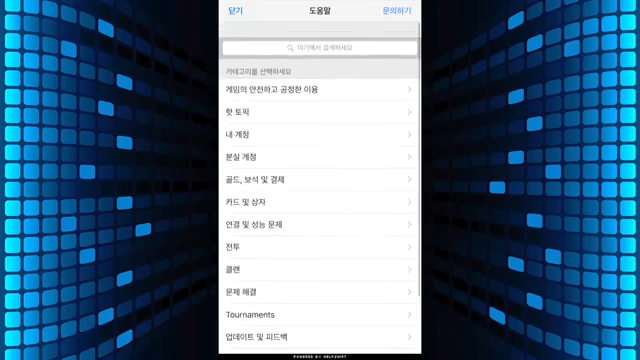 닫기
도움말
문의하기
여기에서 검색하세요
카테고리를 선택하세요
게임의 안전하고 공정한 이용
핫 토픽
내 계정
분실 계정
골드, 보석 및 결제
카드 및 상자
연결 및 성능 문제
전투
클랜
문제 해결
Tournaments
업데이트 및 피드백
POWERED BY HELPSHIFT